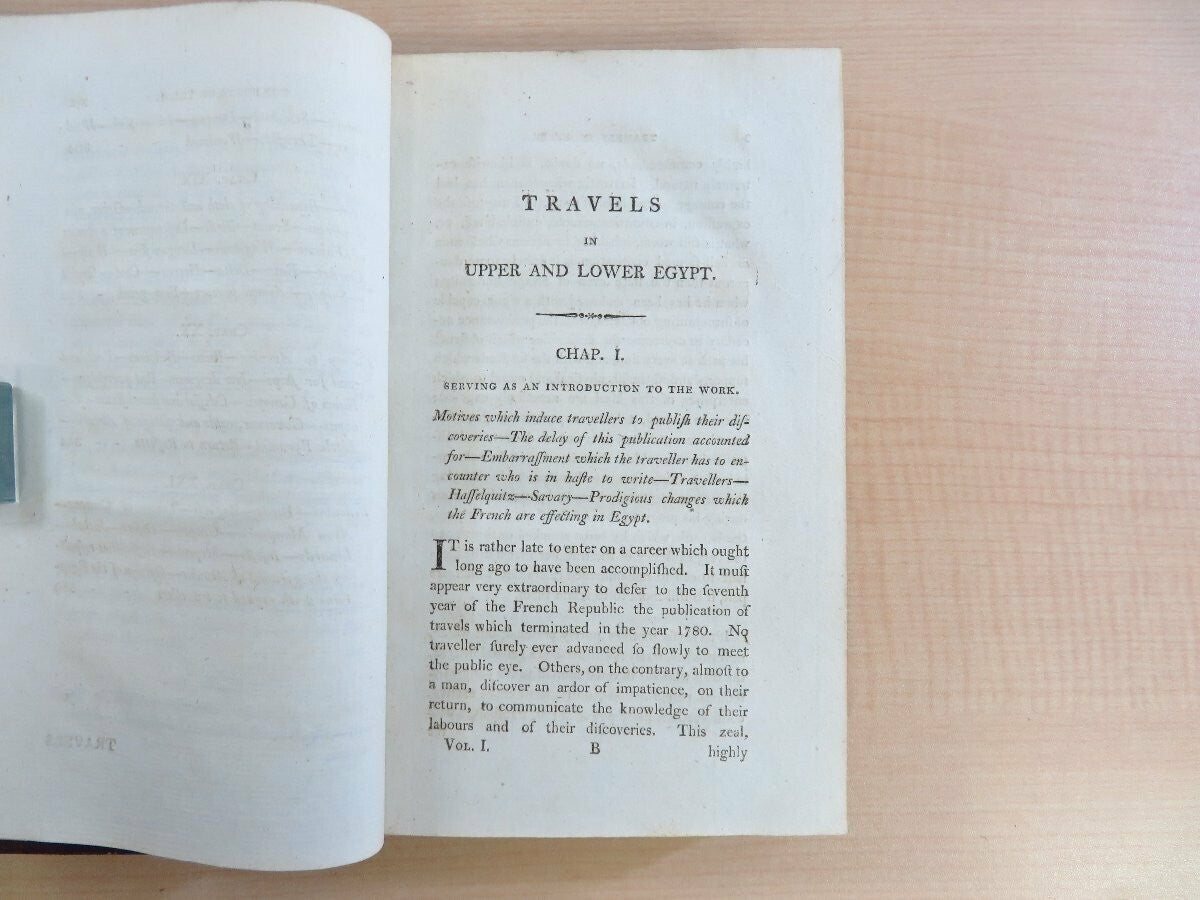 TRAVELS
IN
UPPER AND LOWER EGYPT.
CHAP. I.
SERVING AS AN INTRODUCTION TO THE WORK.
Motives which induce travellers to publiſh their diſ-
coveries—The delay of this publication accounted
for—Embarraſſment which the traveller has to en-
counter who is in haſte to write—Travellers—
Haſſelquitz—Savary—Prodigious changes which
the French are effecting in Egypt.
IT is rather late to enter on a career which ought
long ago to have been accompliſhed. It muſt
appear very extraordinary to defer to the ſeventh
year of the French Republic the publication of
travels which terminated in the year 1780. No
traveller ſurely ever advanced ſo ſlowly to meet
the public eye. Others, on the contrary, almoſt to
a man, diſcover an ardor of impatience, on their
return, to communicate the knowledge of their
labours and of their diſcoveries. This zeal,
VOL. I. B highly